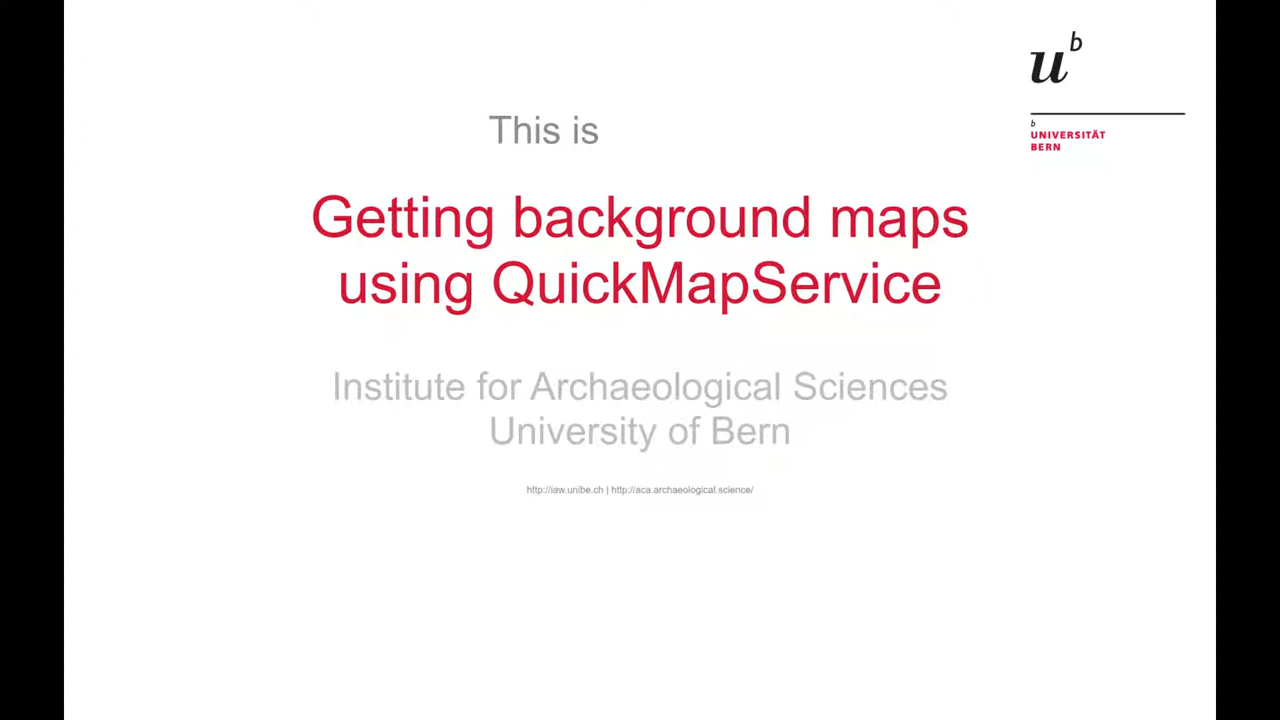 u b
b
UNIVERSITÄT
BERN
This is
Getting background maps
using QuickMapService
Institute for Archaeological Sciences
University of Bern
http://iaw.unibe.ch | http://aca.archaeological.science/